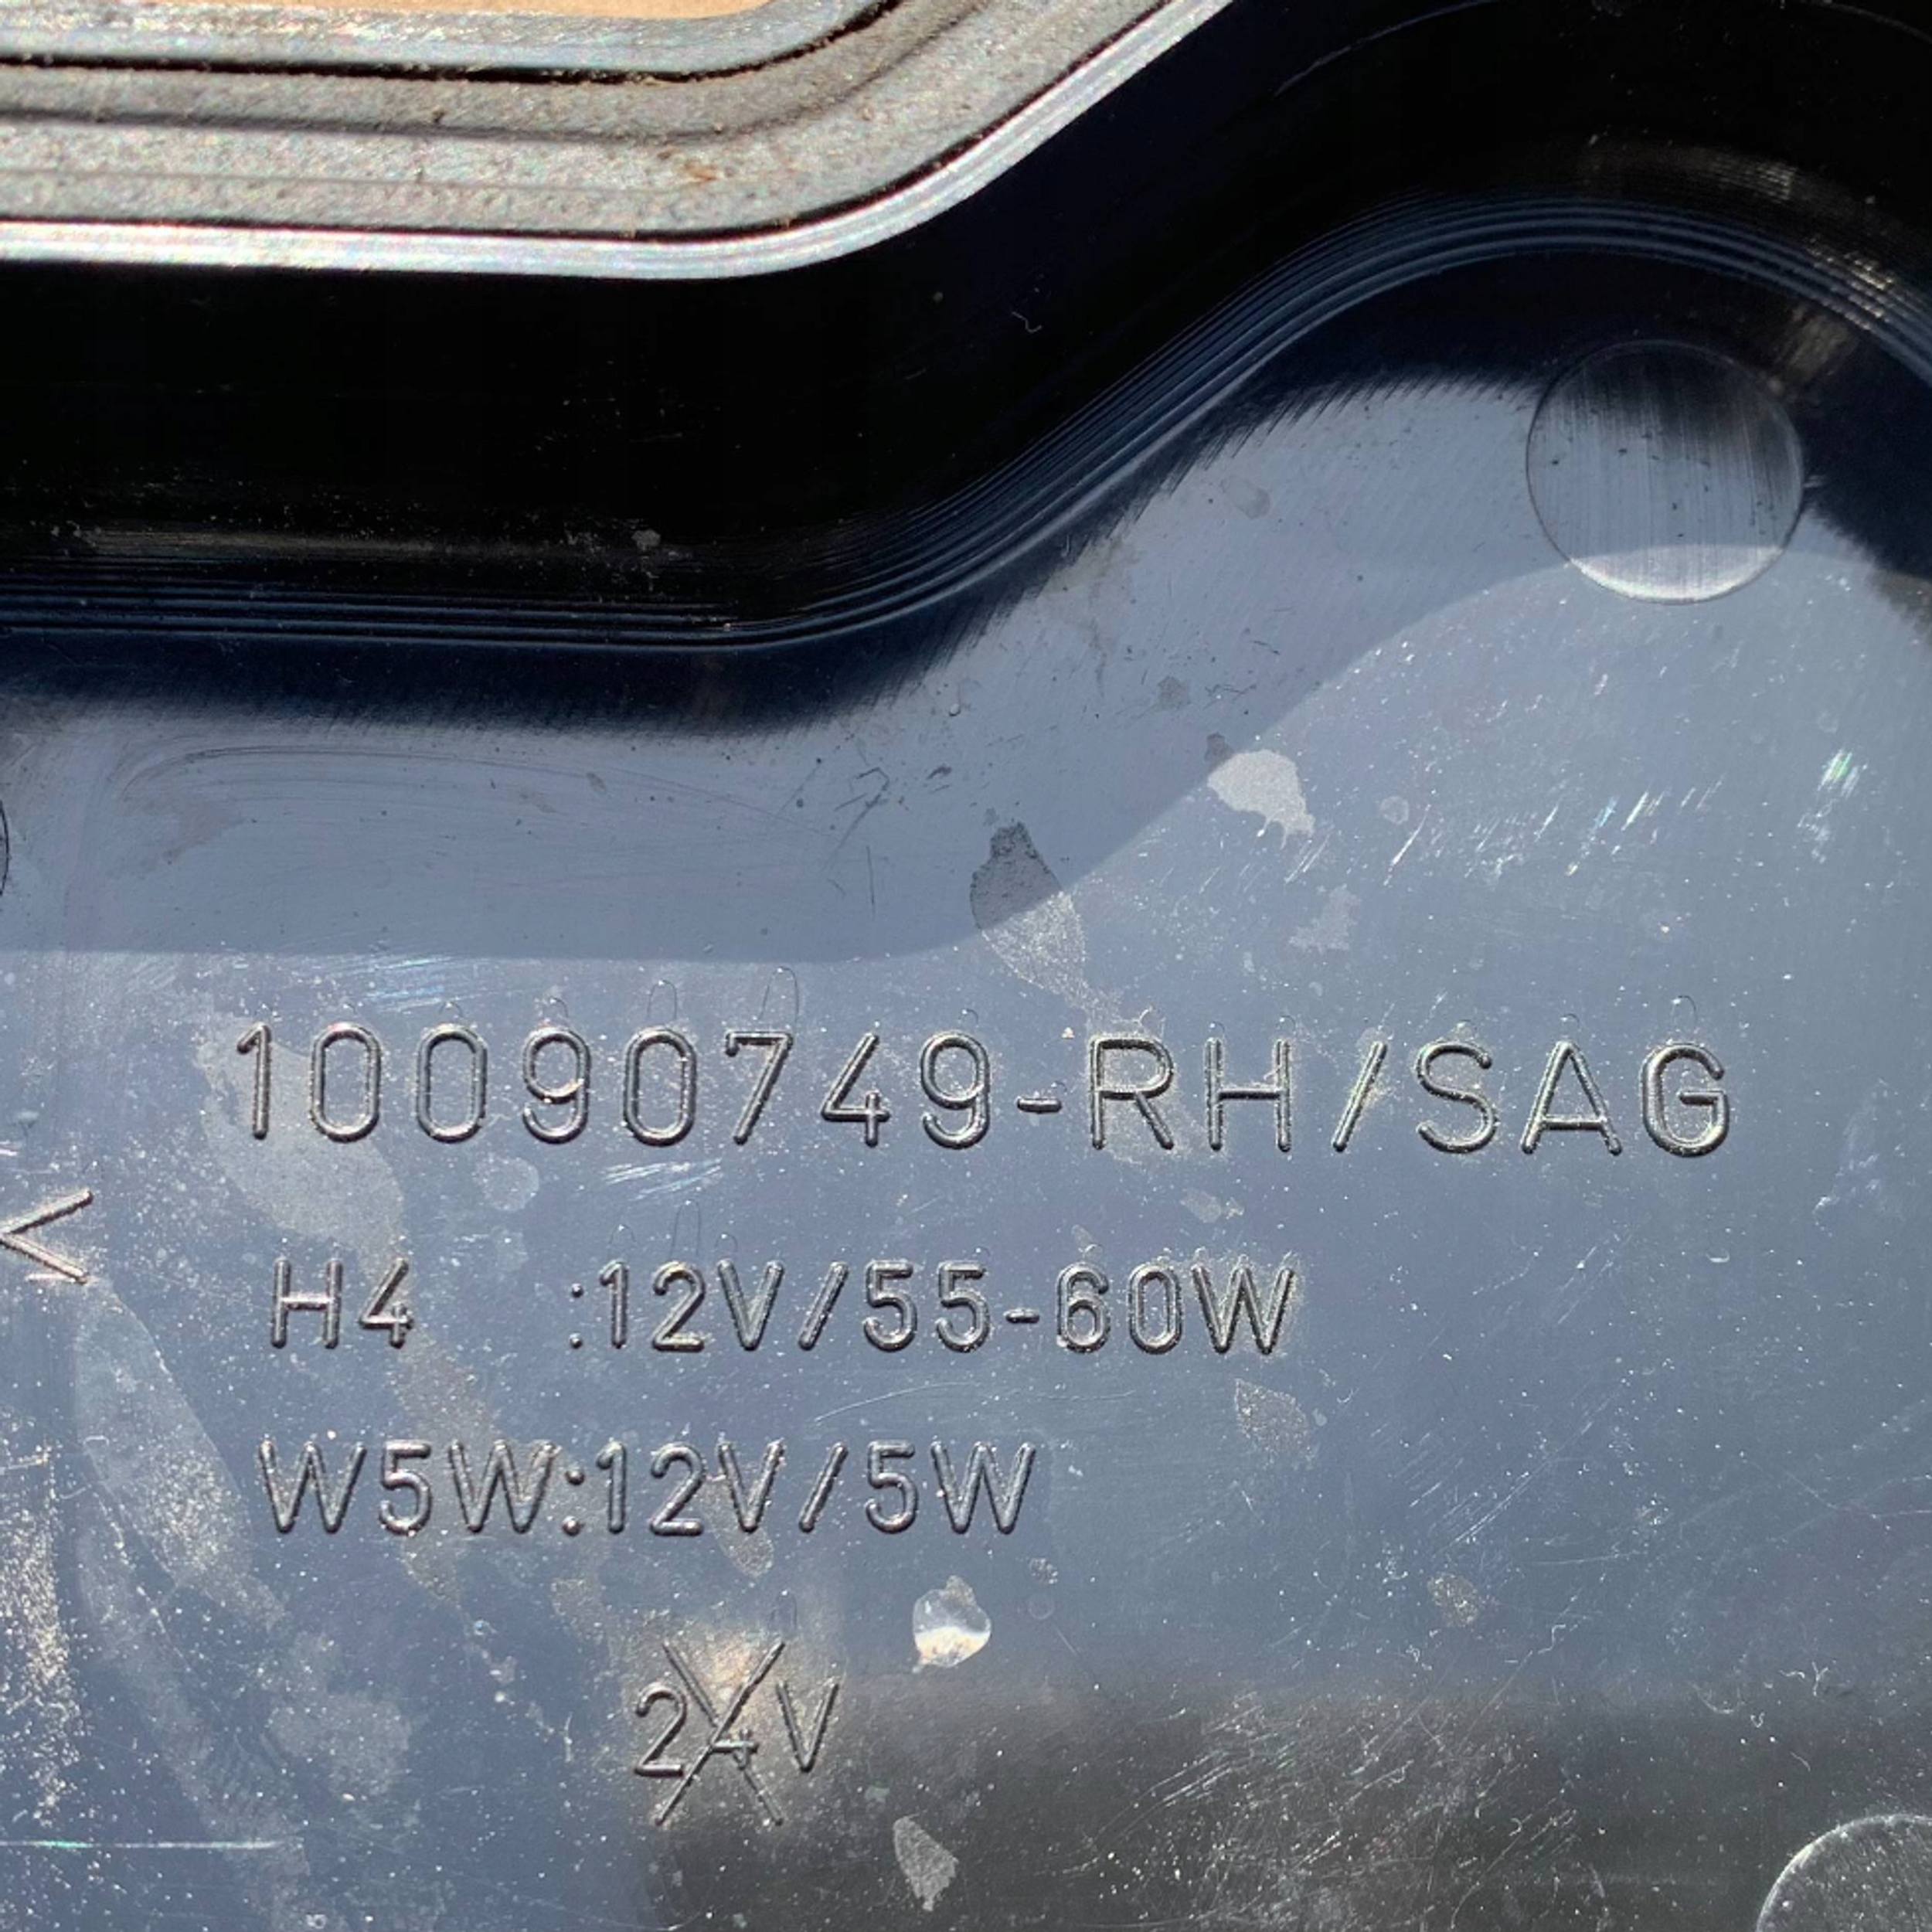 10090749-RH/SAG
<
H4 :12V/55-60W
W5W:12V/5W
24V